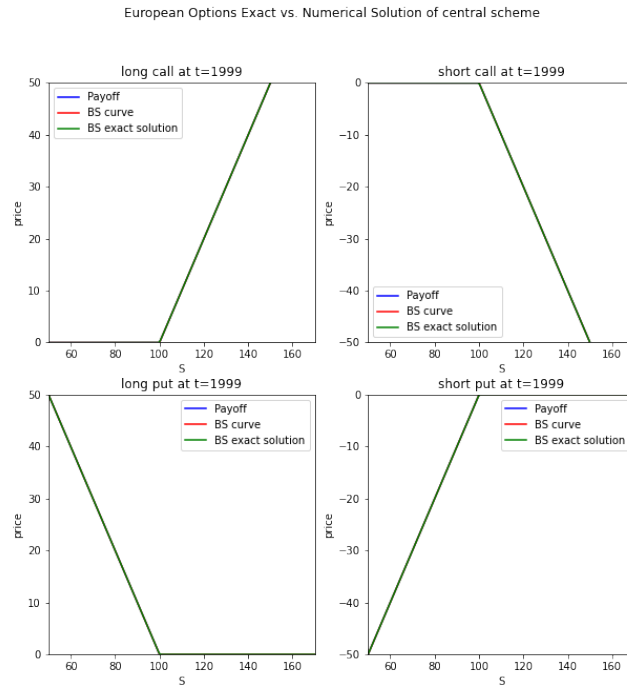 European Options Exact vs. Numerical Solution of central scheme
long call at t=1999
50
40
30
20
10
0
price
Payoff
BS curve
BS exact solution
60 80 100 120 140 160
S
short call at t=1999
0
−10
−20
−30
−40
−50
price
Payoff
BS curve
BS exact solution
60 80 100 120 140 160
S
long put at t=1999
50
40
30
20
10
0
price
Payoff
BS curve
BS exact solution
60 80 100 120 140 160
S
short put at t=1999
0
−10
−20
−30
−40
−50
price
Payoff
BS curve
BS exact solution
60 80 100 120 140 160
S